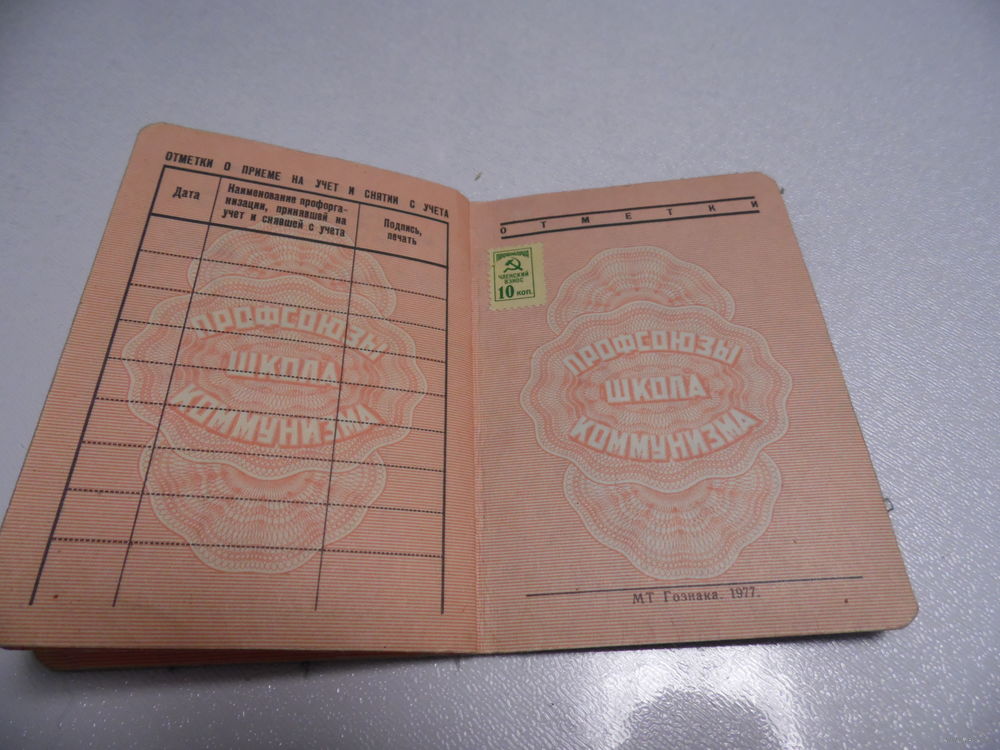 ОТМЕТКИ О ПРИЕМЕ НА УЧЕТ И СНЯТИИ С УЧЕТА
Дата
Наименование профорга-
низации, принявшей на
учет и снявшей с учета
Подпись,
печать
ПРОФСОЮЗЫ
ШКОЛА
КОММУНИЗМА
ОТМЕТКИ
ЧЛЕНСКИЙ
ВЗНОС
10 коп.
ПРОФСОЮЗЫ
ШКОЛА
КОММУНИЗМА
МТ Гознака. 1977.